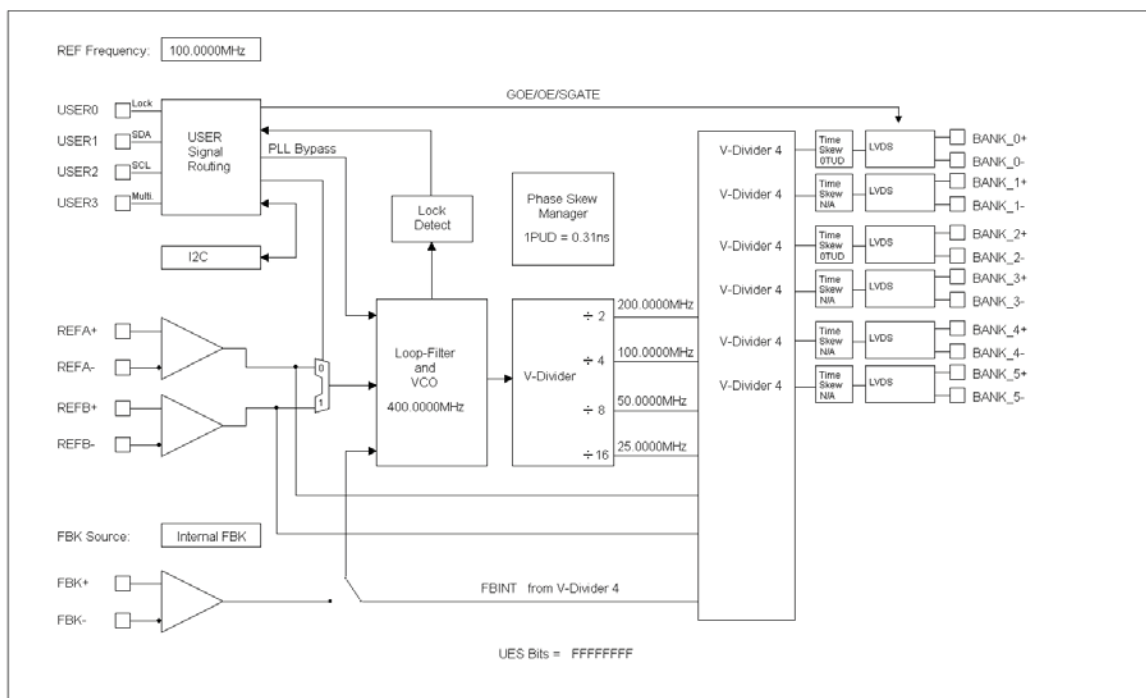 REF Frequency: 100.0000MHz
GOE/OE/SGATE
USER0 Lock
USER1 SDA
USER2 SCL
USER3 Multi.
USER
Signal
Routing
PLL Bypass
I2C
Lock
Detect
Phase Skew
Manager
1PUD = 0.31ns
REFA+
REFA-
REFB+
REFB-
0
1
Loop-Filter
and
VCO
400.0000MHz
V-Divider
÷ 2
÷ 4
÷ 8
÷ 16
200.0000MHz
100.0000MHz
50.0000MHz
25.0000MHz
V-Divider 4
Time
Skew
0TUD
LVDS
BANK_0+
BANK_0-
V-Divider 4
Time
Skew
N/A
LVDS
BANK_1+
BANK_1-
V-Divider 4
Time
Skew
0TUD
LVDS
BANK_2+
BANK_2-
V-Divider 4
Time
Skew
N/A
LVDS
BANK_3+
BANK_3-
V-Divider 4
Time
Skew
N/A
LVDS
BANK_4+
BANK_4-
V-Divider 4
Time
Skew
N/A
LVDS
BANK_5+
BANK_5-
FBK Source: Internal FBK
FBK+
FBK-
FBINT from V-Divider 4
UES Bits = FFFFFFFF